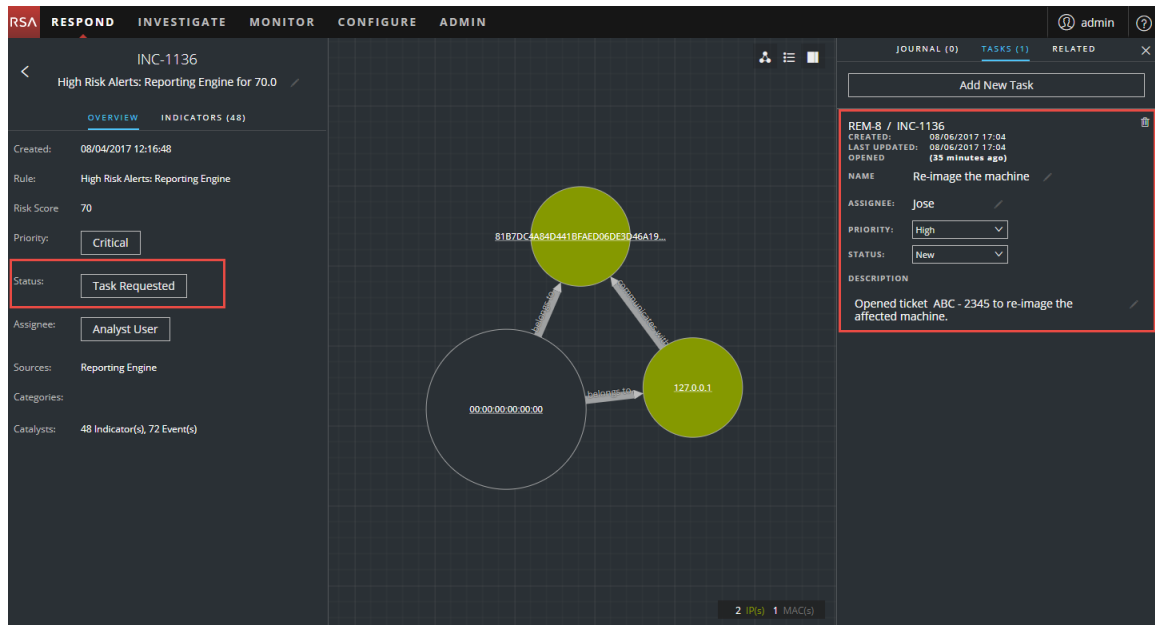 RSA RESPOND INVESTIGATE MONITOR CONFIGURE ADMIN admin ?
INC-1136
High Risk Alerts: Reporting Engine for 70.0
OVERVIEW INDICATORS (48)
Created: 08/04/2017 12:16:48
Rule: High Risk Alerts: Reporting Engine
Risk Score 70
Priority: Critical
Status: Task Requested
Assignee: Analyst User
Sources: Reporting Engine
Categories:
Catalysts: 48 Indicator(s), 72 Event(s)
81B7DC4A84D441BFAED06DE3D46A19...
belongs to
communicates with
127.0.0.1
belongs to
00:00:00:00:00:00
2 IP(s) 1 MAC(s)
JOURNAL (0) TASKS (1) RELATED
Add New Task
REM-8 / INC-1136
CREATED: 08/06/2017 17:04
LAST UPDATED: 08/06/2017 17:04
OPENED (35 minutes ago)
NAME Re-image the machine
ASSIGNEE: Jose
PRIORITY: High
STATUS: New
DESCRIPTION
Opened ticket ABC - 2345 to re-image the
affected machine.